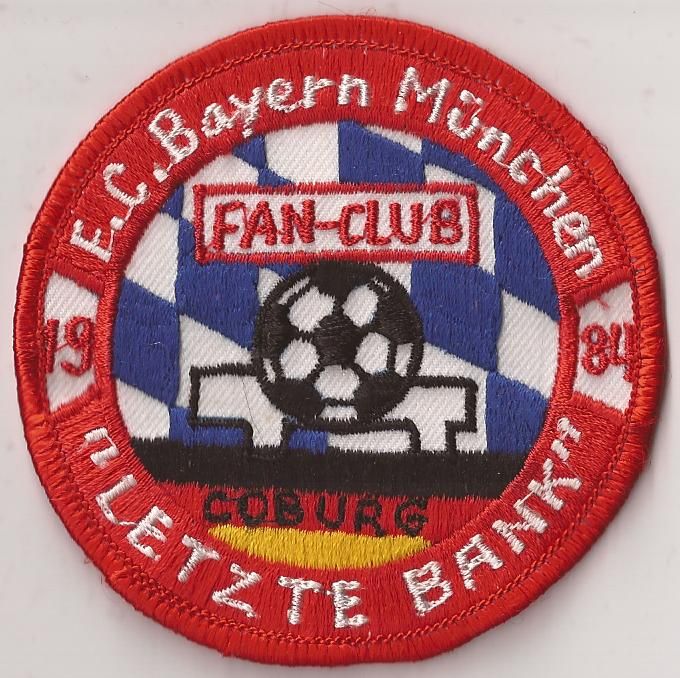 F.C. Bayern München
FAN-CLUB
19 84
COBURG
"LETZTE BANK"